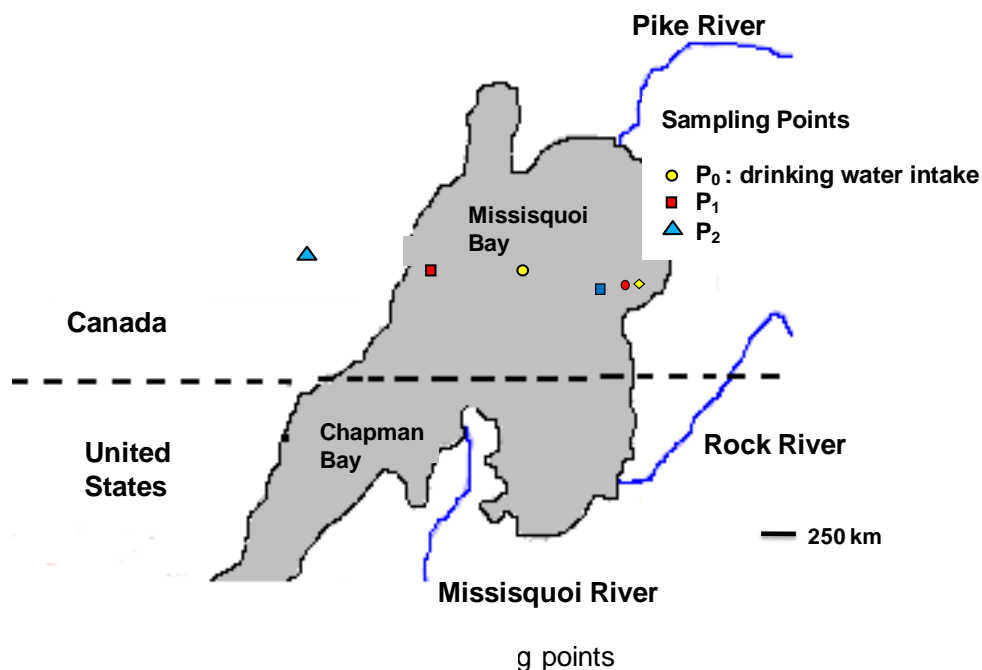 Pike River
Sampling Points
P₀ : drinking water intake
P₁
P₂
Missisquoi
Bay
Canada
Chapman
Bay
United
States
Rock River
250 km
Missisquoi River
g points